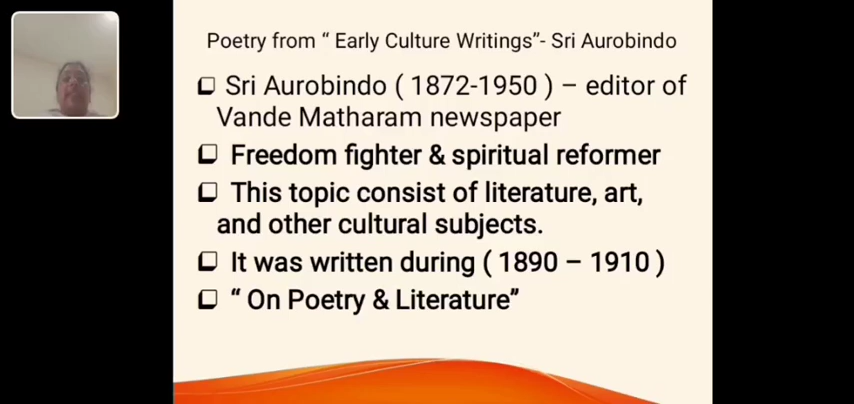 Poetry from “ Early Culture Writings”- Sri Aurobindo
Sri Aurobindo ( 1872-1950 ) – editor of
Vande Matharam newspaper
Freedom fighter & spiritual reformer
This topic consist of literature, art,
and other cultural subjects.
It was written during ( 1890 – 1910 )
“ On Poetry & Literature”